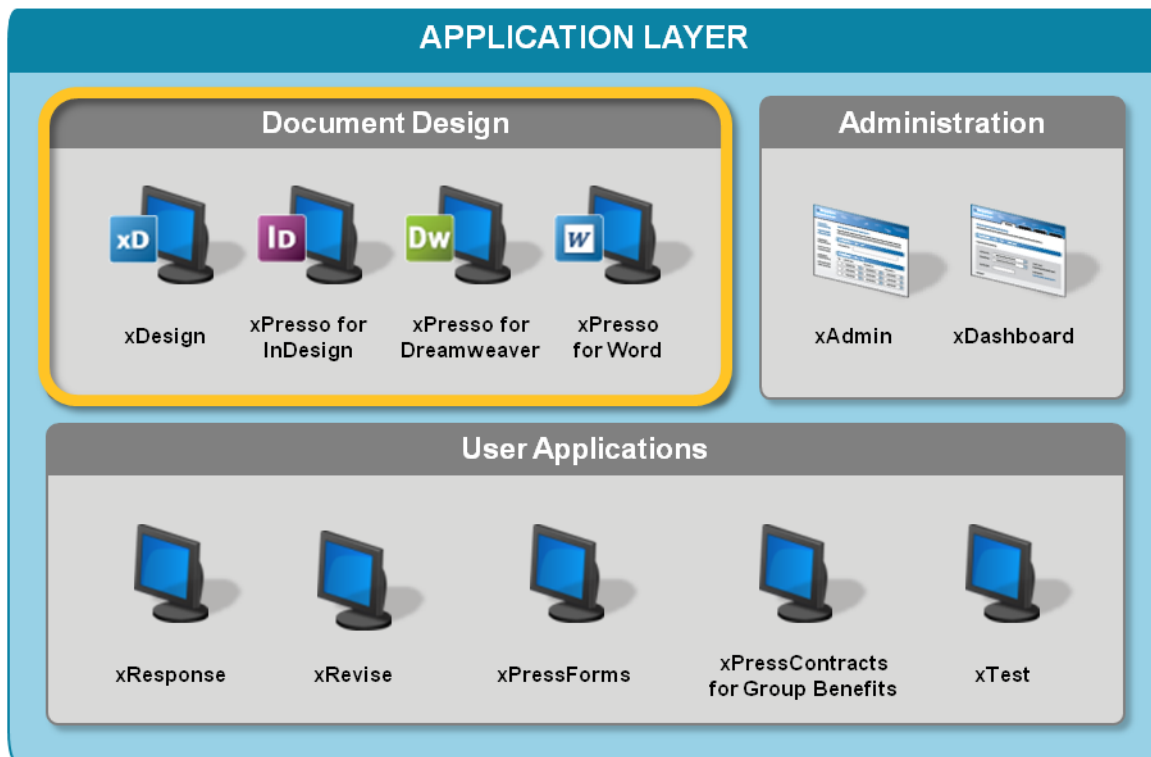 APPLICATION LAYER
Document Design
xD
ID
Dw
W
xDesign
xPresso for
InDesign
xPresso for
Dreamweaver
xPresso
for Word
Administration
xAdmin
xDashboard
User Applications
xResponse
xRevise
xPressForms
xPressContracts
for Group Benefits
xTest